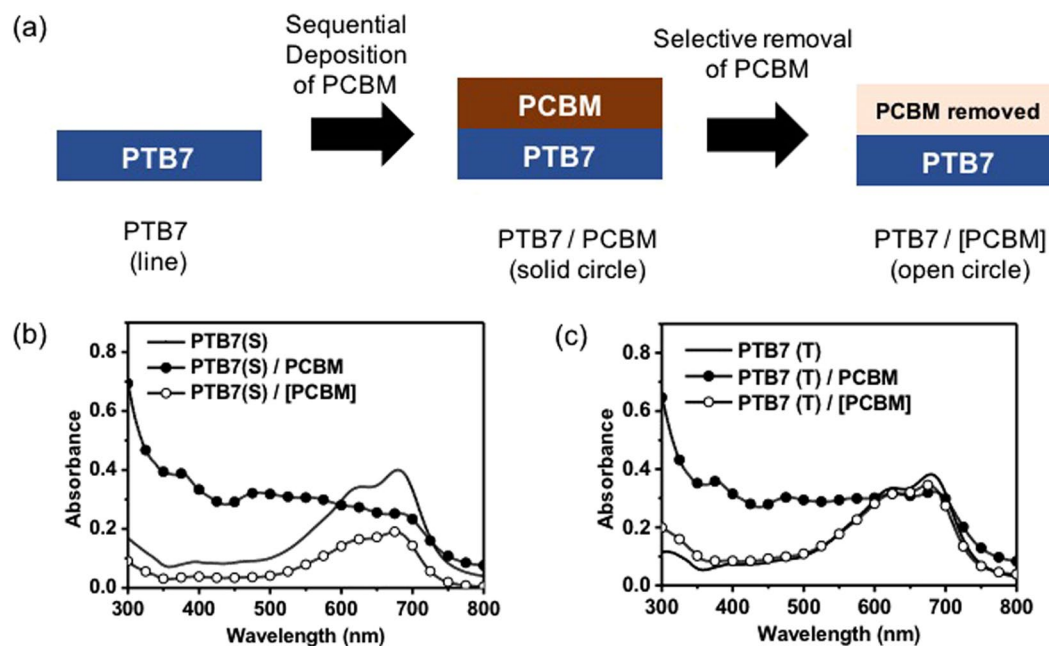 (a)
Sequential
Deposition
of PCBM
Selective removal
of PCBM
PTB7
PCBM
PTB7
PCBM removed
PTB7
PTB7
(line)
PTB7 / PCBM
(solid circle)
PTB7 / [PCBM]
(open circle)
(b)
PTB7(S)
PTB7(S) / PCBM
PTB7(S) / [PCBM]
Absorbance
0.8
0.6
0.4
0.2
0.0
300 400 500 600 700 800
Wavelength (nm)
(c)
PTB7 (T)
PTB7 (T) / PCBM
PTB7 (T) / [PCBM]
Absorbance
0.8
0.6
0.4
0.2
0.0
300 400 500 600 700 800
Wavelength (nm)